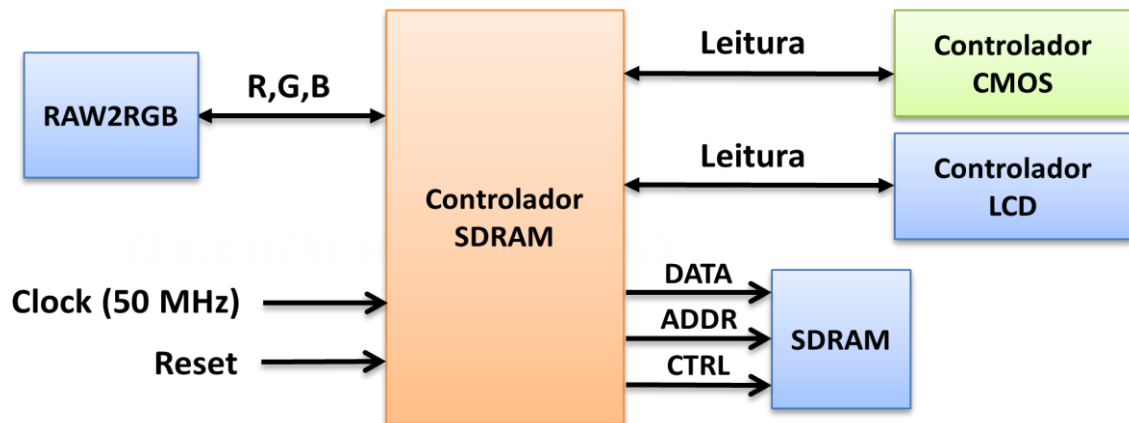 RAW2RGB
R,G,B
Clock (50 MHz)
Reset
Controlador
SDRAM
Leitura
Controlador
CMOS
Leitura
Controlador
LCD
DATA
ADDR
CTRL
SDRAM